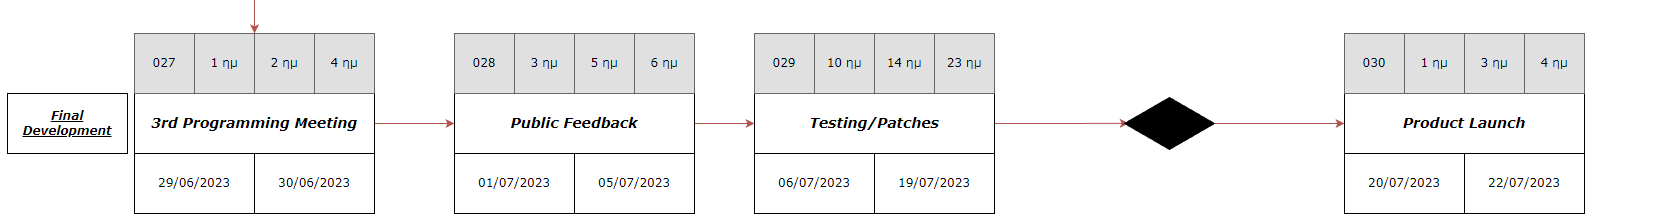 027 1 ημ 2 ημ 4 ημ
028 3 ημ 5 ημ 6 ημ
029 10 ημ 14 ημ 23 ημ
030 1 ημ 3 ημ 4 ημ
Final
Development
3rd Programming Meeting
Public Feedback
Testing/Patches
Product Launch
29/06/2023 30/06/2023
01/07/2023 05/07/2023
06/07/2023 19/07/2023
20/07/2023 22/07/2023